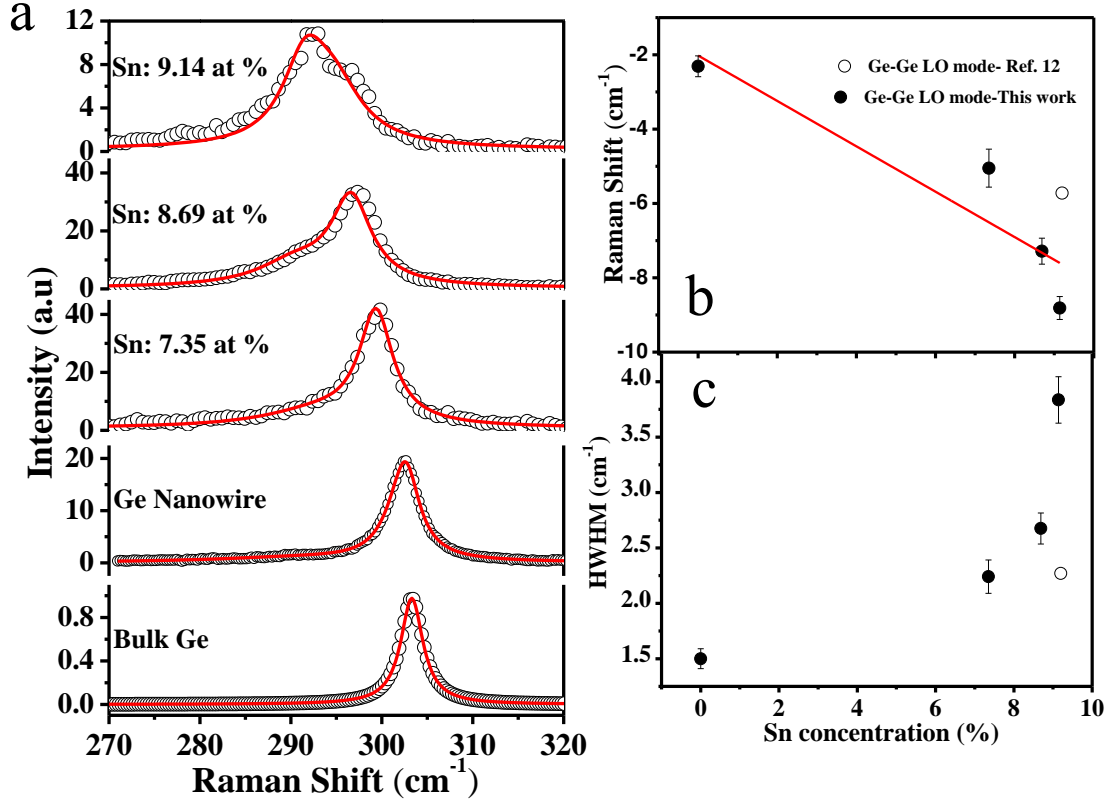 a
12
Sn: 9.14 at %
8
4
0
40
Sn: 8.69 at %
20
0
40
Sn: 7.35 at %
20
0
20
Ge Nanowire
10
0
0.8
Bulk Ge
0.4
0.0
270 280 290 300 310 320
Raman Shift (cm-1)
Intensity (a.u)
-2
-4
-6
-8
-10
Raman Shift (cm-1)
Ge-Ge LO mode- Ref. 12
Ge-Ge LO mode-This work
b
c
4.0
3.5
3.0
2.5
2.0
1.5
HWHM (cm-1)
0 2 4 6 8 10
Sn concentration (%)